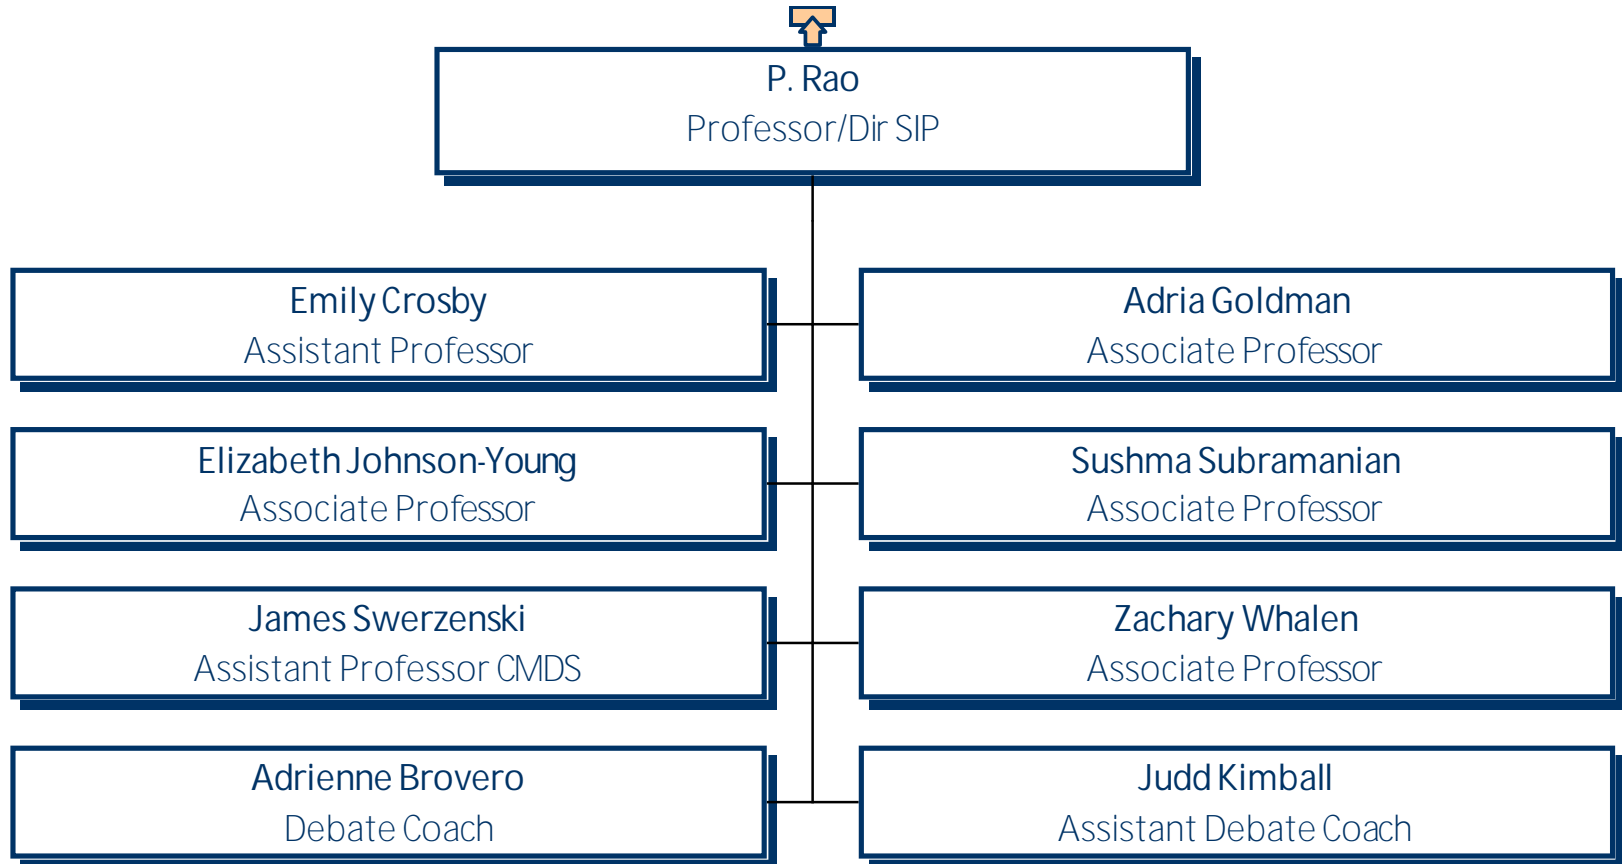 P. Rao
Professor/Dir SIP
Emily Crosby
Assistant Professor
Adria Goldman
Associate Professor
Elizabeth Johnson-Young
Associate Professor
Sushma Subramanian
Associate Professor
James Swerzenski
Assistant Professor CMDS
Zachary Whalen
Associate Professor
Adrienne Brovero
Debate Coach
Judd Kimball
Assistant Debate Coach